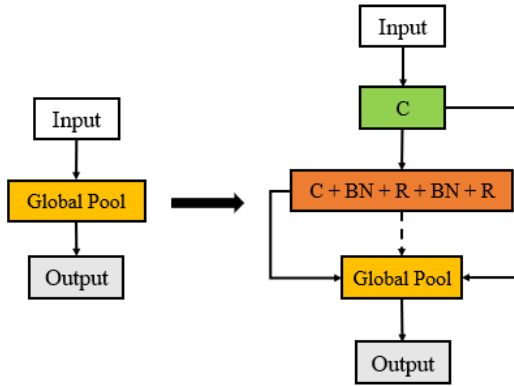 Input
Global Pool
Output
Input
C
C + BN + R + BN + R
Global Pool
Output